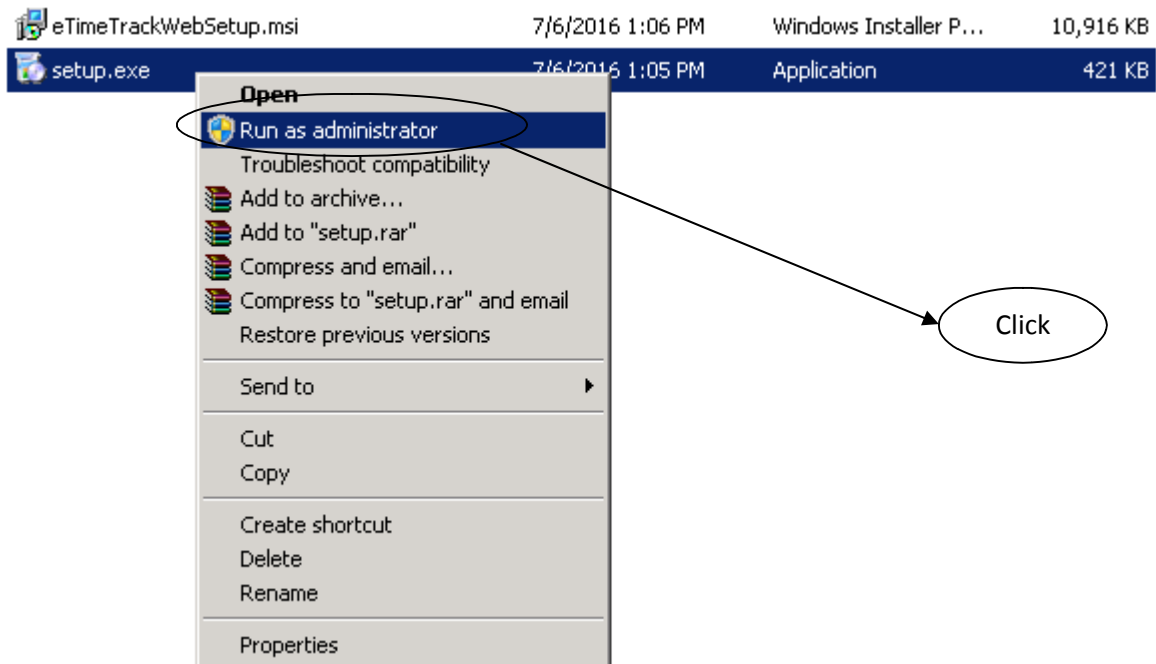 eTimeTrackWebSetup.msi 7/6/2016 1:06 PM Windows Installer P... 10,916 KB
setup.exe 7/6/2016 1:05 PM Application 421 KB
Open
Run as administrator
Troubleshoot compatibility
Add to archive...
Add to "setup.rar"
Compress and email...
Compress to "setup.rar" and email
Restore previous versions
Click
Send to
Cut
Copy
Create shortcut
Delete
Rename
Properties